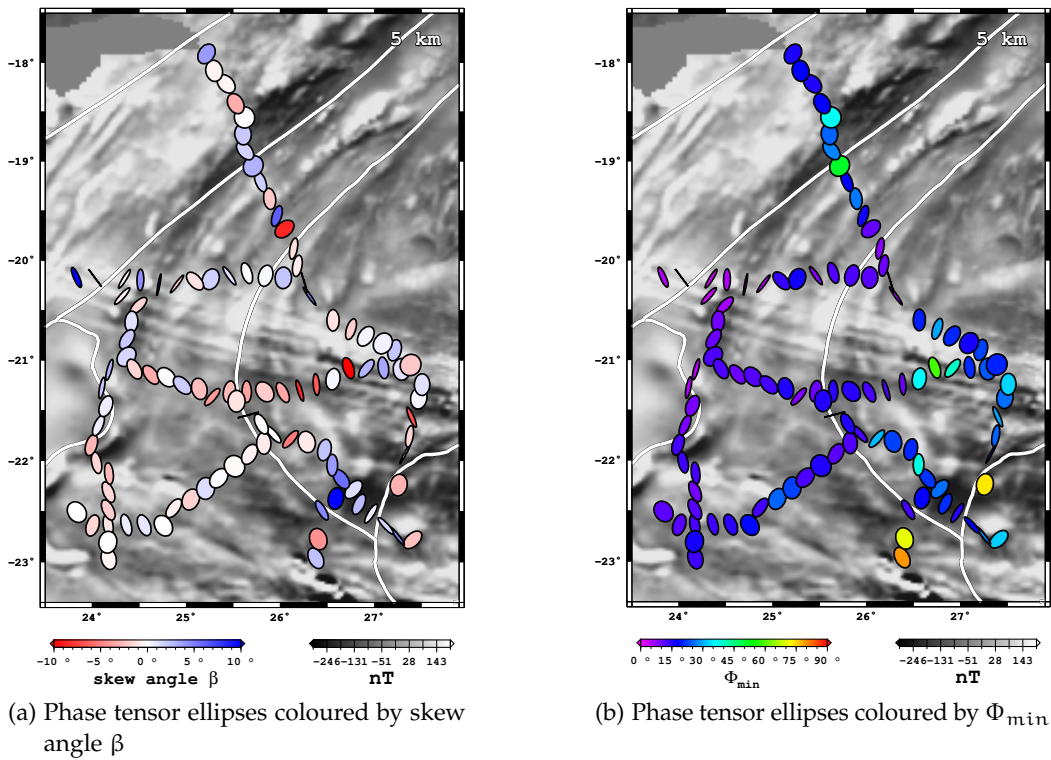 5 km
5 km
−18°
−19°
−20°
−21°
−22°
−23°
24°
25°
26°
27°
−18°
−19°
−20°
−21°
−22°
−23°
24°
25°
26°
27°
−10 ° −5 ° 0 ° 5 ° 10 °
skew angle β
−246−131 −51 28 143
nT
0 ° 15° 30° 45° 60° 75° 90°
Φmin
−246−131 −51 28 143
nT
(a) Phase tensor ellipses coloured by skew
angle β
(b) Phase tensor ellipses coloured by Φmin